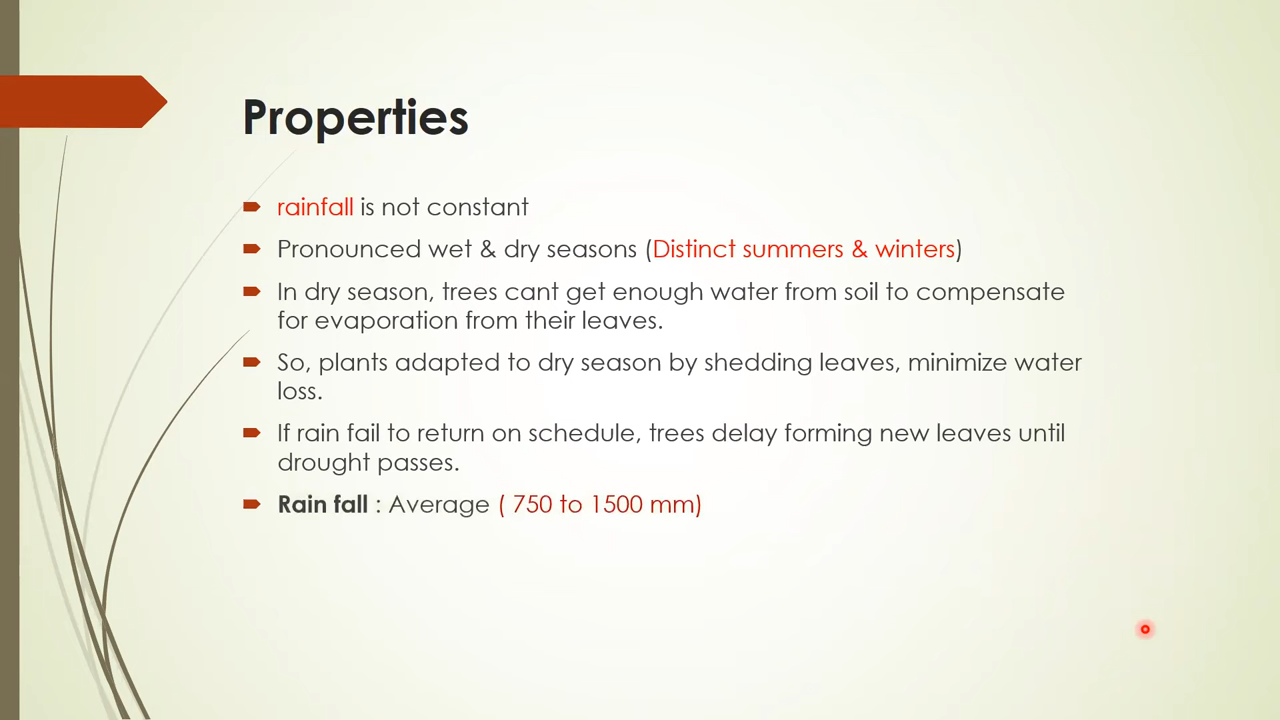 Properties
rainfall is not constant
Pronounced wet & dry seasons (Distinct summers & winters)
In dry season, trees cant get enough water from soil to compensate
for evaporation from their leaves.
So, plants adapted to dry season by shedding leaves, minimize water
loss.
If rain fail to return on schedule, trees delay forming new leaves until
drought passes.
Rain fall : Average ( 750 to 1500 mm)